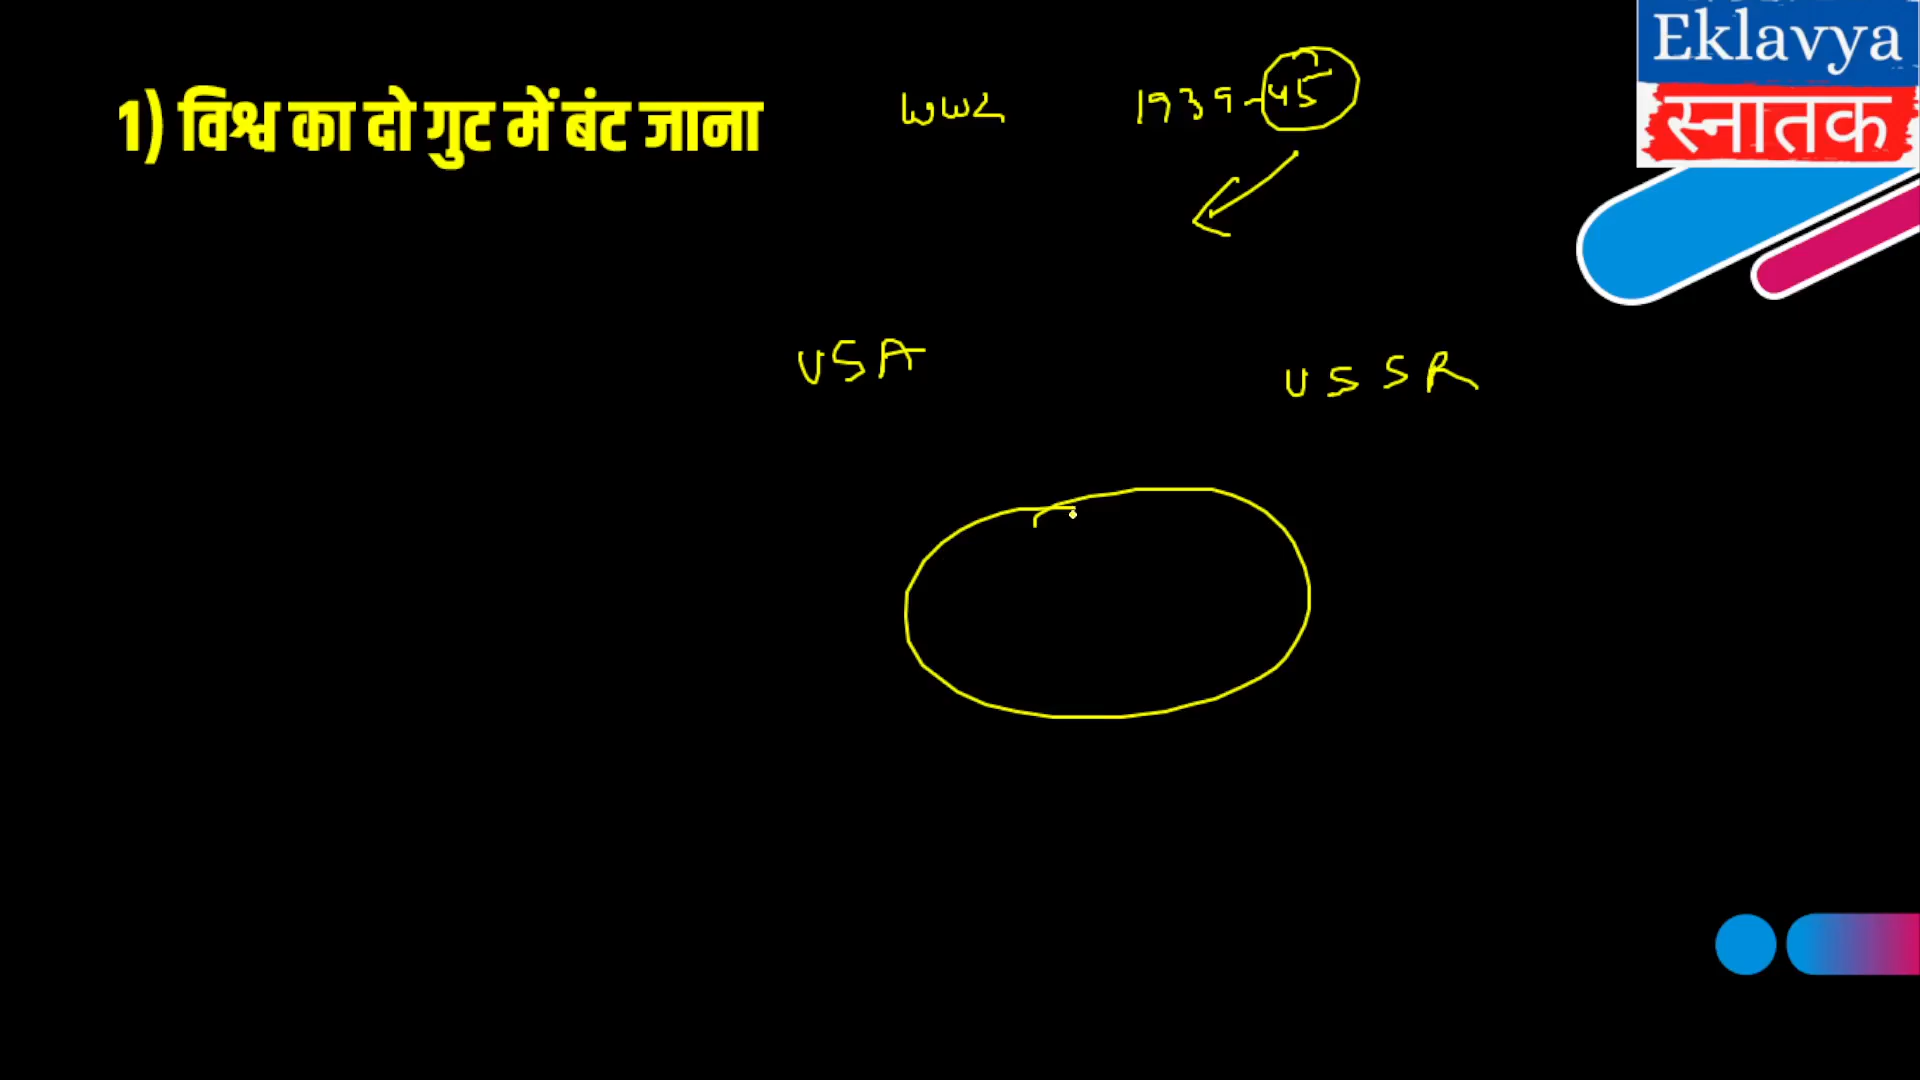 1) विश्व का दो गुट में बंट जाना
WW2 1939-45
Eklavya
स्नातक
USA USSR